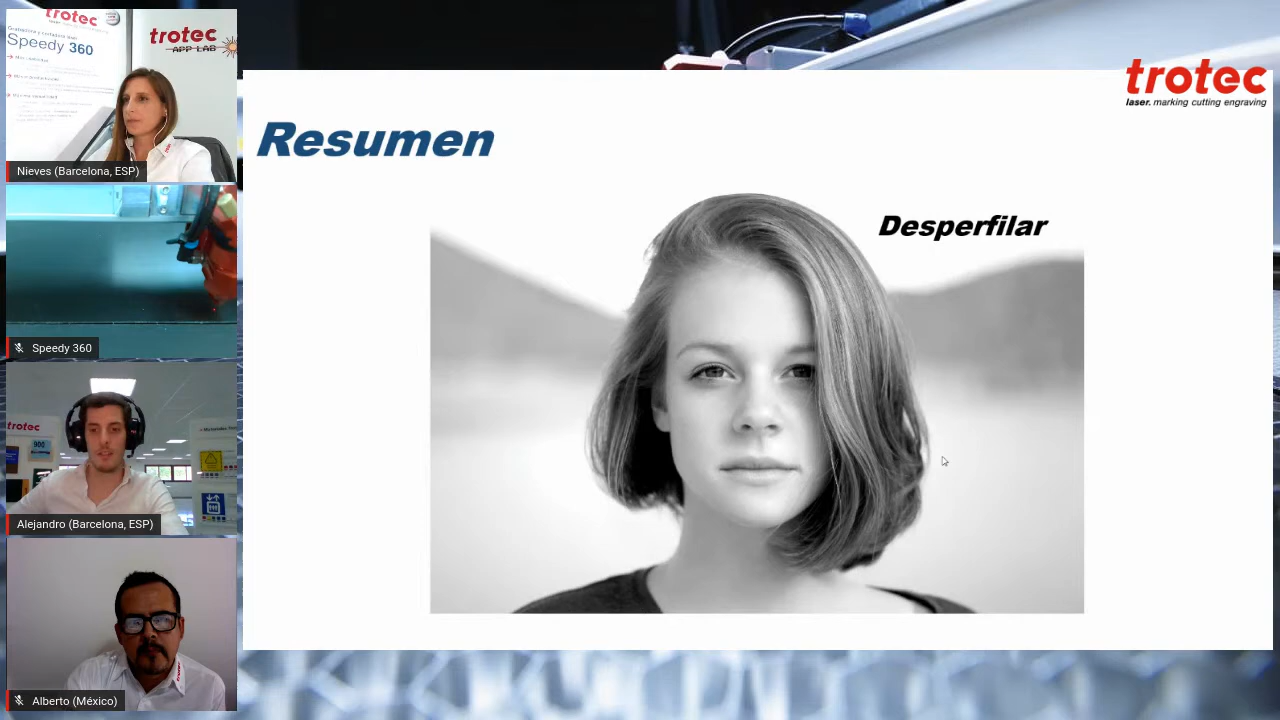 trotec
Speedy 360
trotec
APP LAB
Nieves (Barcelona, ESP)
Speedy 360
trotec
Alejandro (Barcelona, ESP)
Alberto (México)
trotec
laser. marking cutting engraving
Resumen
Desperfilar